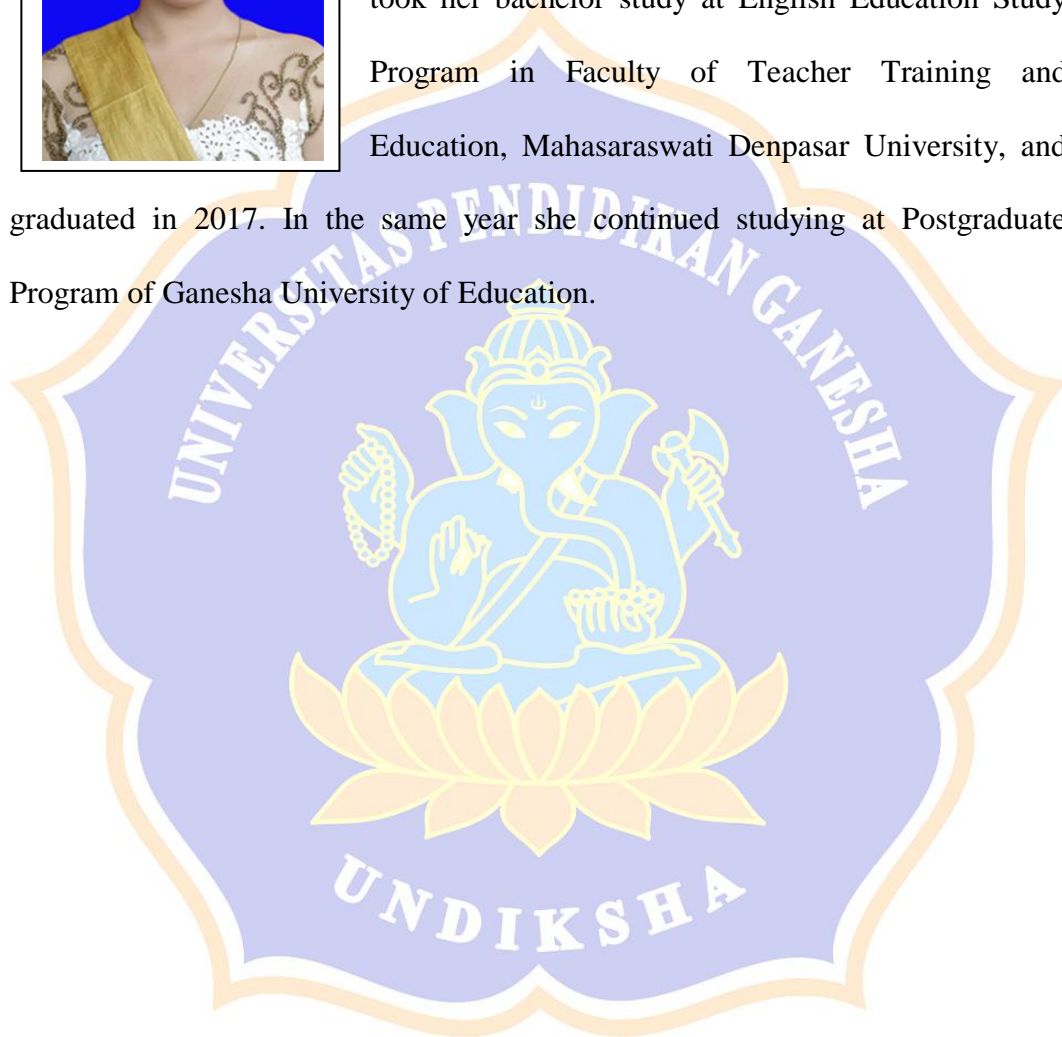 took her bachelor study at English Education Study
Program in Faculty of Teacher Training and
Education, Mahasaraswati Denpasar University, and
graduated in 2017. In the same year she continued studying at Postgraduate
Program of Ganesha University of Education.
UNIVERSITAS PENDIDIKAN GANESHA
UNDIKSHA